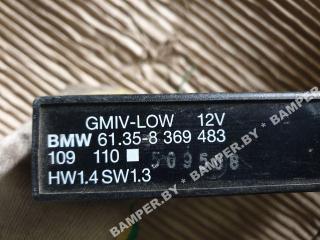 GMIV-LOW 12V
BMW 61.35-8 369 483
109 110
HW1.4 SW1.3
BAMPER.BY * BAMPER.BY * BAMPER.BY